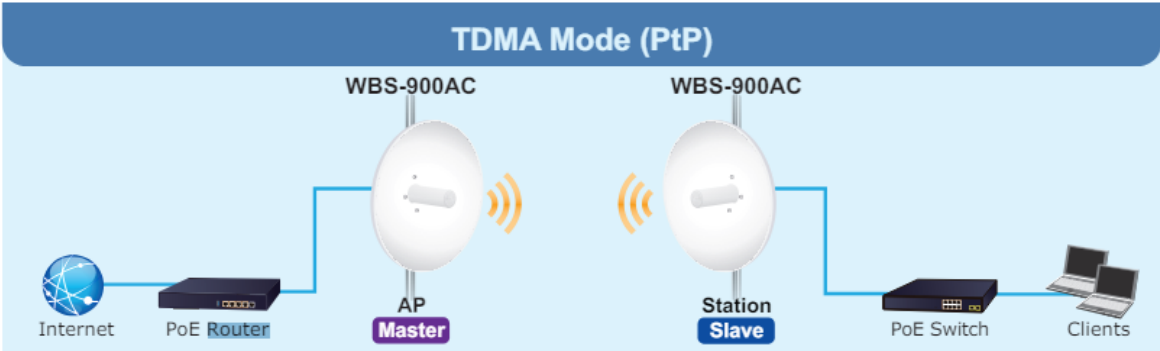 TDMA Mode (PtP)
WBS-900AC
WBS-900AC
Internet
PoE Router
AP
Master
Station
Slave
PoE Switch
Clients